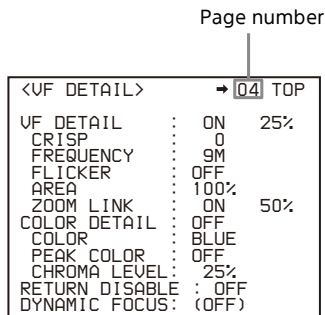 Page number
<VF DETAIL> ➡ 04 TOP
VF DETAIL : ON 25%
CRISP : 0
FREQUENCY : 9M
FLICKER : OFF
AREA : 100%
ZOOM LINK : ON 50%
COLOR DETAIL : OFF
COLOR : BLUE
PEAK COLOR : OFF
CHROMA LEVEL: 25%
RETURN DISABLE : OFF
DYNAMIC FOCUS: (OFF)